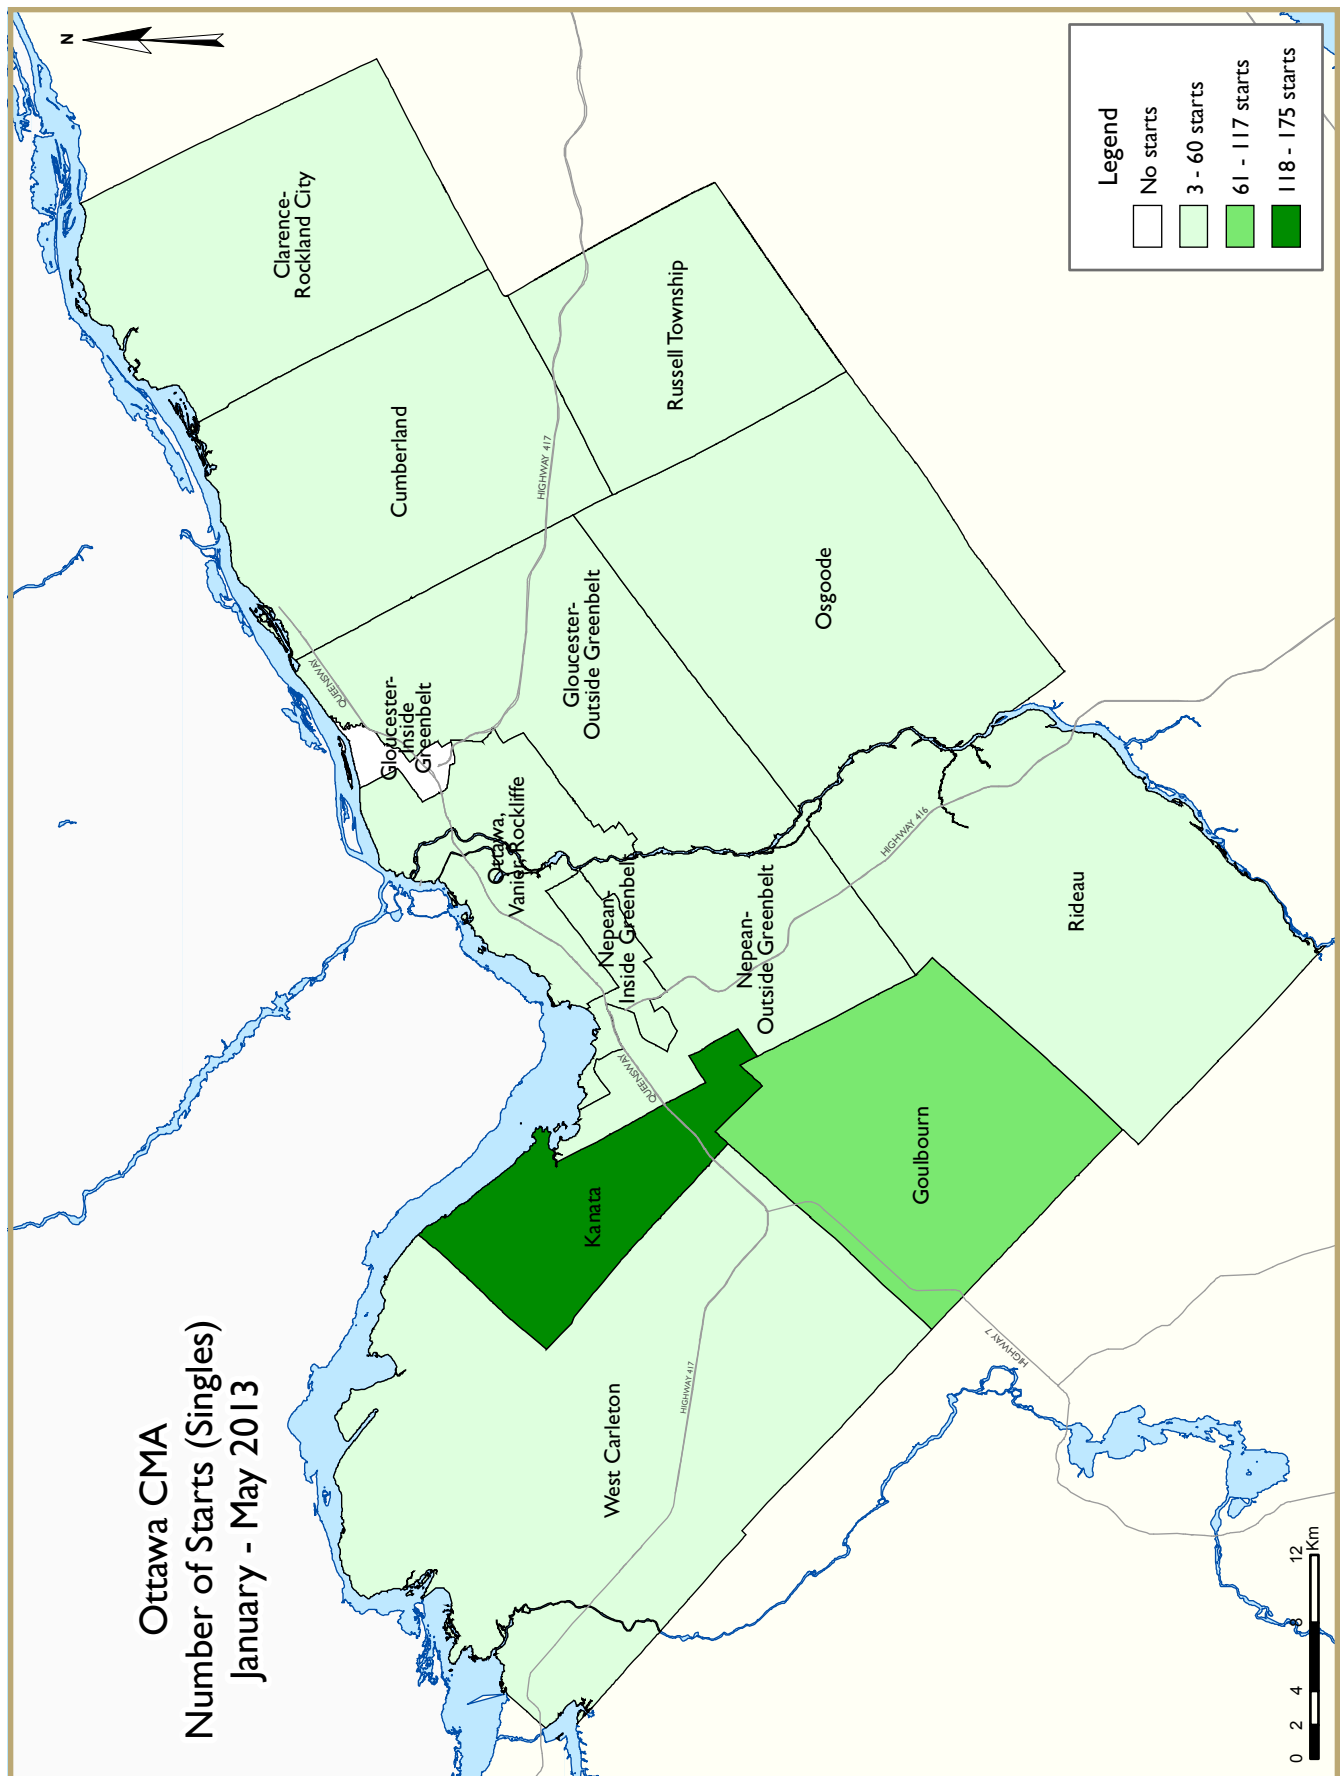 Ottawa CMA
Number of Starts (Singles)
January - May 2013
N
Clarence-
Rockland City
Cumberland
Russell Township
HIGHWAY 417
QUEENSWAY
Gloucester-
Inside
Greenbelt
Gloucester-
Outside Greenbelt
Osgoode
Ottawa,
Vanier, Rockliffe
Nepean-
Inside Greenbelt
Nepean-
Outside Greenbelt
HIGHWAY 416
Rideau
QUEENSWAY
Kanata
Goulbourn
West Carleton
HIGHWAY 417
HIGHWAY 7
Legend
No starts
3 - 60 starts
61 - 117 starts
118 - 175 starts
0 2 4 8 12
Km